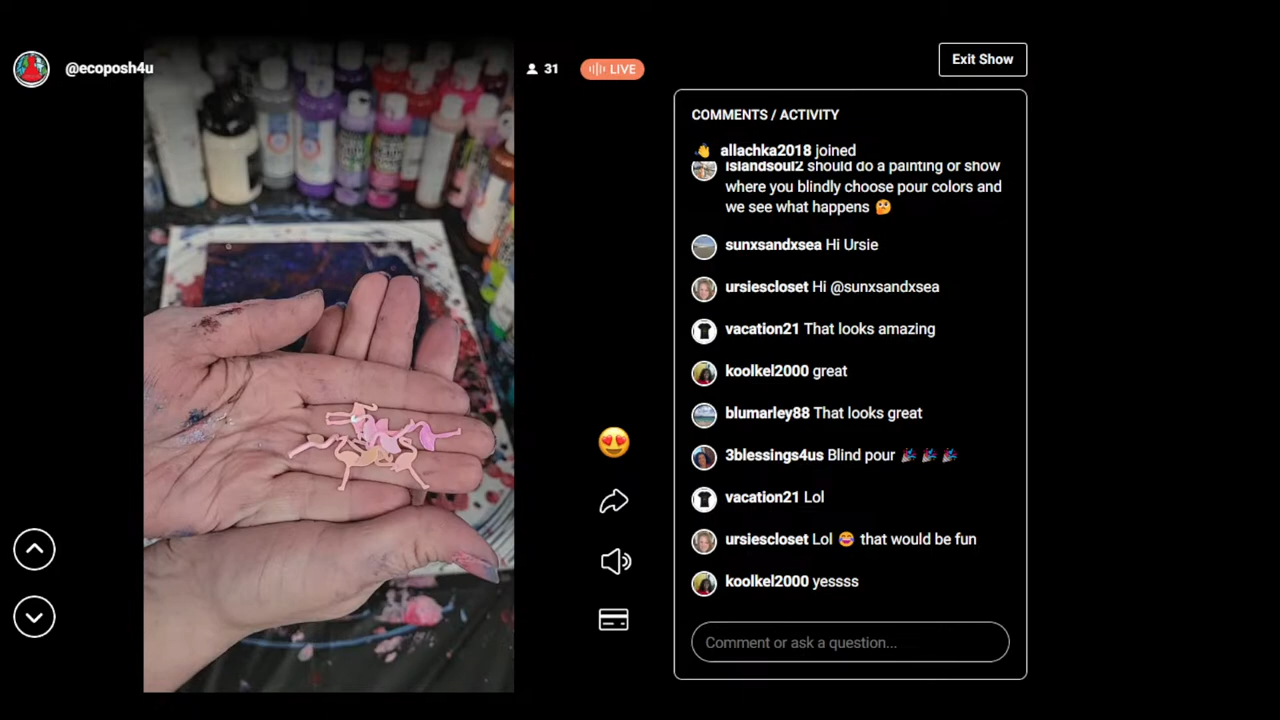 @ecoposh4u
31
LIVE
Exit Show
COMMENTS / ACTIVITY
👋 allachka2018 joined
islandsoul2 should do a painting or show
where you blindly choose pour colors and
we see what happens 🤔
sunxsandxsea Hi Ursie
ursiescloset Hi @sunxsandxsea
vacation21 That looks amazing
koolkel2000 great
blumarley88 That looks great
3blessings4us Blind pour 🎉 🎉 🎉
vacation21 Lol
ursiescloset Lol 😂 that would be fun
koolkel2000 yessss
Comment or ask a question...